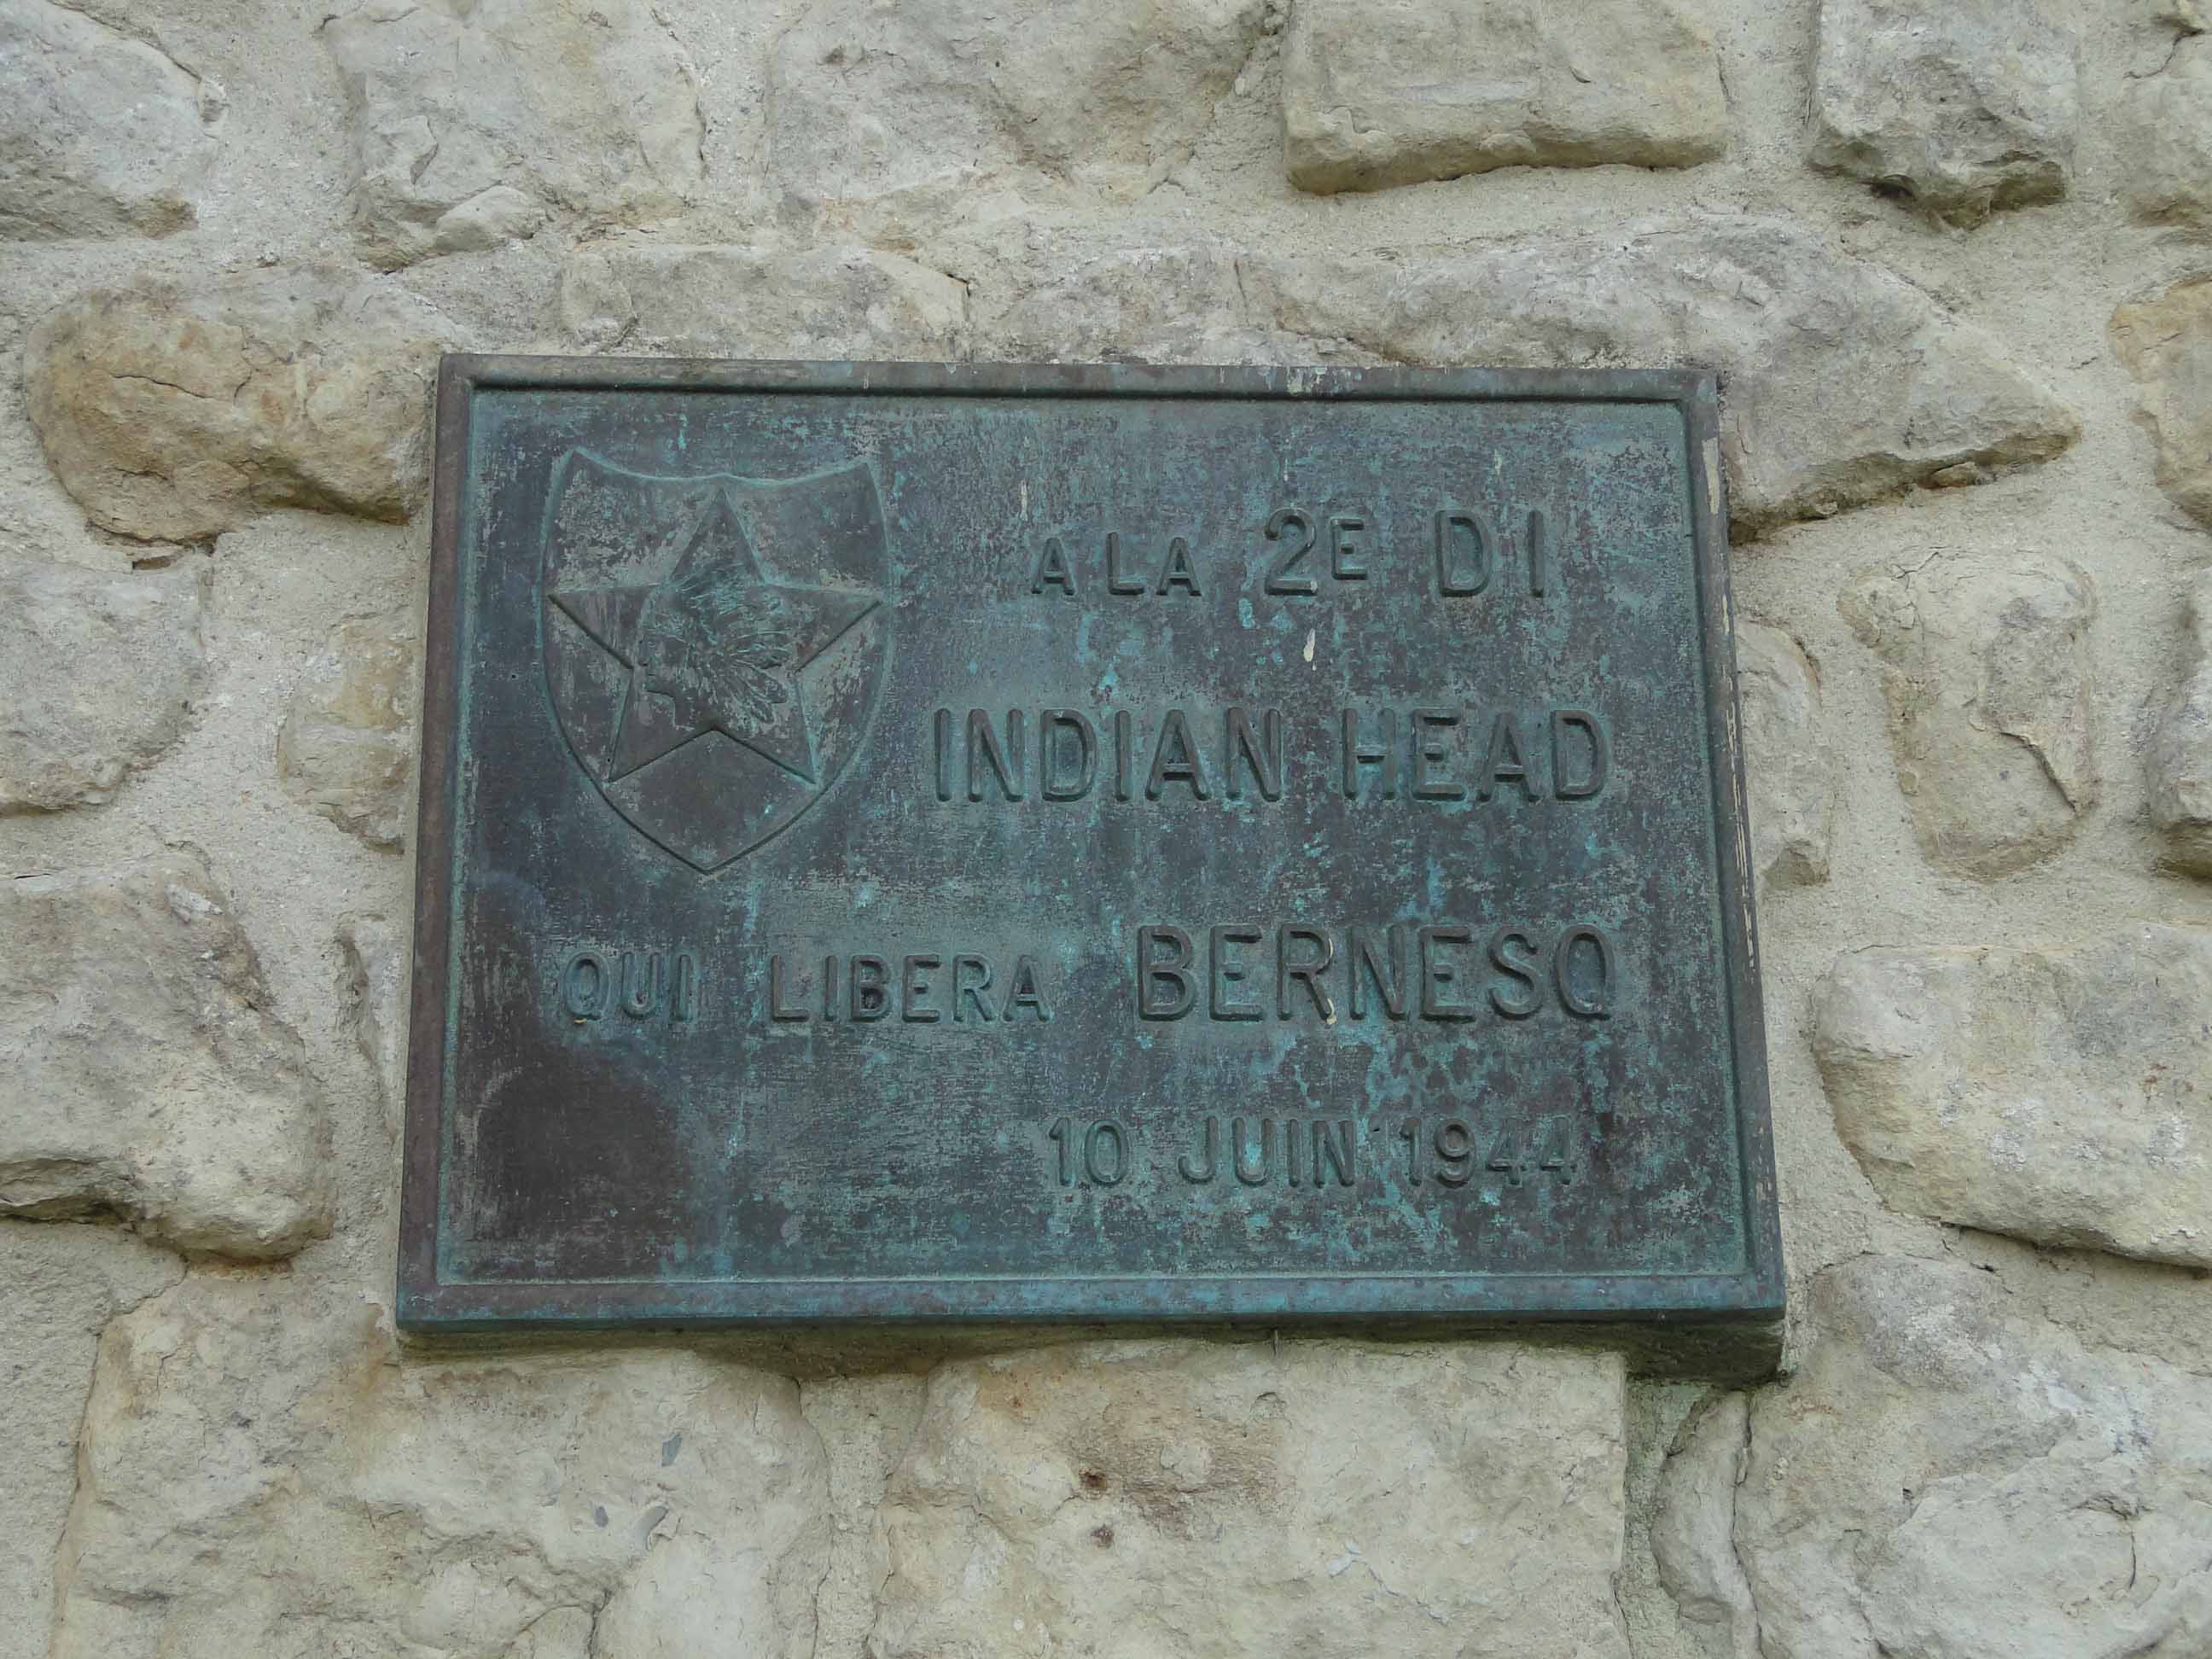 A LA 2E DI
INDIAN HEAD
QUI LIBERA BERNESQ
10 JUIN 1944